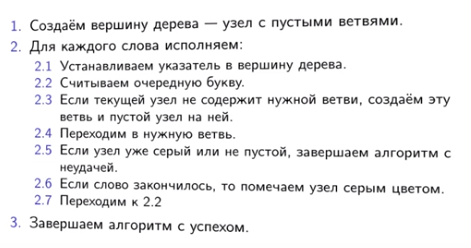 1. Создаём вершину дерева — узел с пустыми ветвями.
2. Для каждого слова исполняем:
2.1 Устанавливаем указатель в вершину дерева.
2.2 Считываем очередную букву.
2.3 Если текущей узел не содержит нужной ветви, создаём эту
ветвь и пустой узел на ней.
2.4 Переходим в нужную ветвь.
2.5 Если узел уже серый или не пустой, завершаем алгоритм с
неудачей.
2.6 Если слово закончилось, то помечаем узел серым цветом.
2.7 Переходим к 2.2
3. Завершаем алгоритм с успехом.